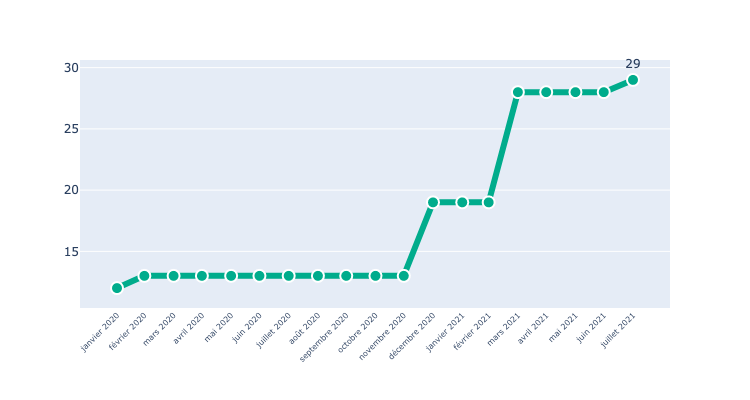 29
30
25
20
15
janvier 2020
février 2020
mars 2020
avril 2020
mai 2020
juin 2020
juillet 2020
août 2020
septembre 2020
octobre 2020
novembre 2020
décembre 2020
janvier 2021
février 2021
mars 2021
avril 2021
mai 2021
juin 2021
juillet 2021